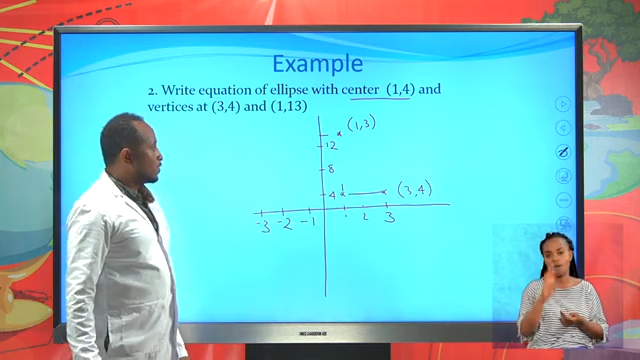 Example
2. Write equation of ellipse with center (1,4) and
vertices at (3,4) and (1,13)
(1,3)
12
8
4
(3,4)
-3 -2 -1 1 2 3